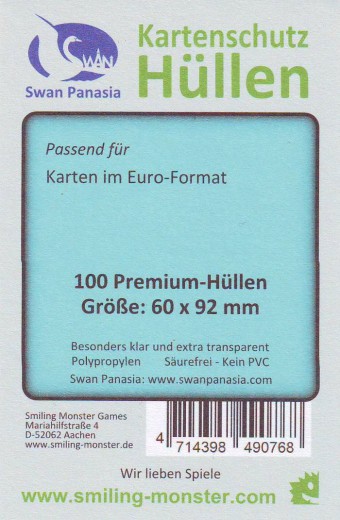 Kartenschutz
Hüllen
SWAN
Swan Panasia
Passend für
Karten im Euro-Format
100 Premium-Hüllen
Größe: 60 x 92 mm
Besonders klar und extra transparent
Polypropylen Säurefrei - Kein PVC
Swan Panasia: www.swanpanasia.com
Smiling Monster Games
Mariahilfstraße 4
D-52062 Aachen
www.smiling-monster.de
4 714398 490768
Wir lieben Spiele
www.smiling-monster.com